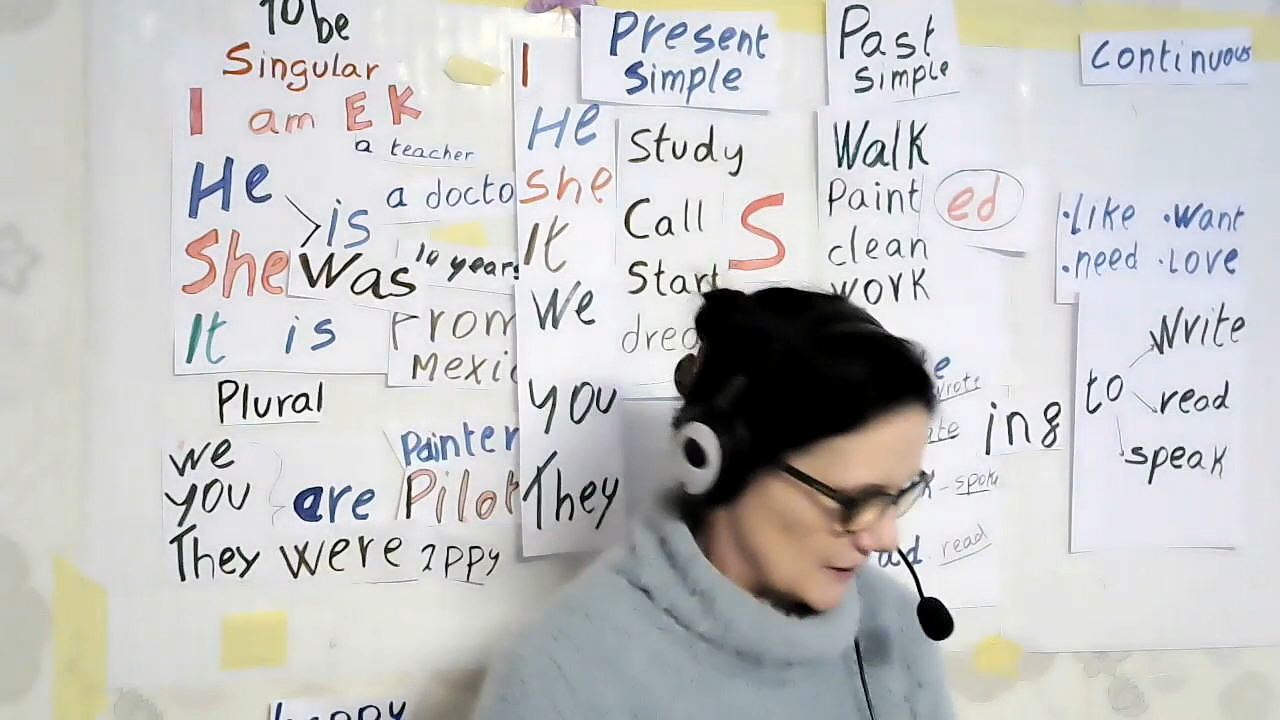 To be
Singular
I am E K
a teacher
He
is
a docto
She
was
10 years
It is
From
Mexic
Plural
we
you
are
Painter
Pilot
They were
I
He
she
It
We
you
They
Present
Simple
Study
Call
Start
S
Past
Simple
Walk
Paint
clean
work
ed
wrote
spoke
read
ing
Continuous
•Like •Want
•need •Love
to
Write
read
speak